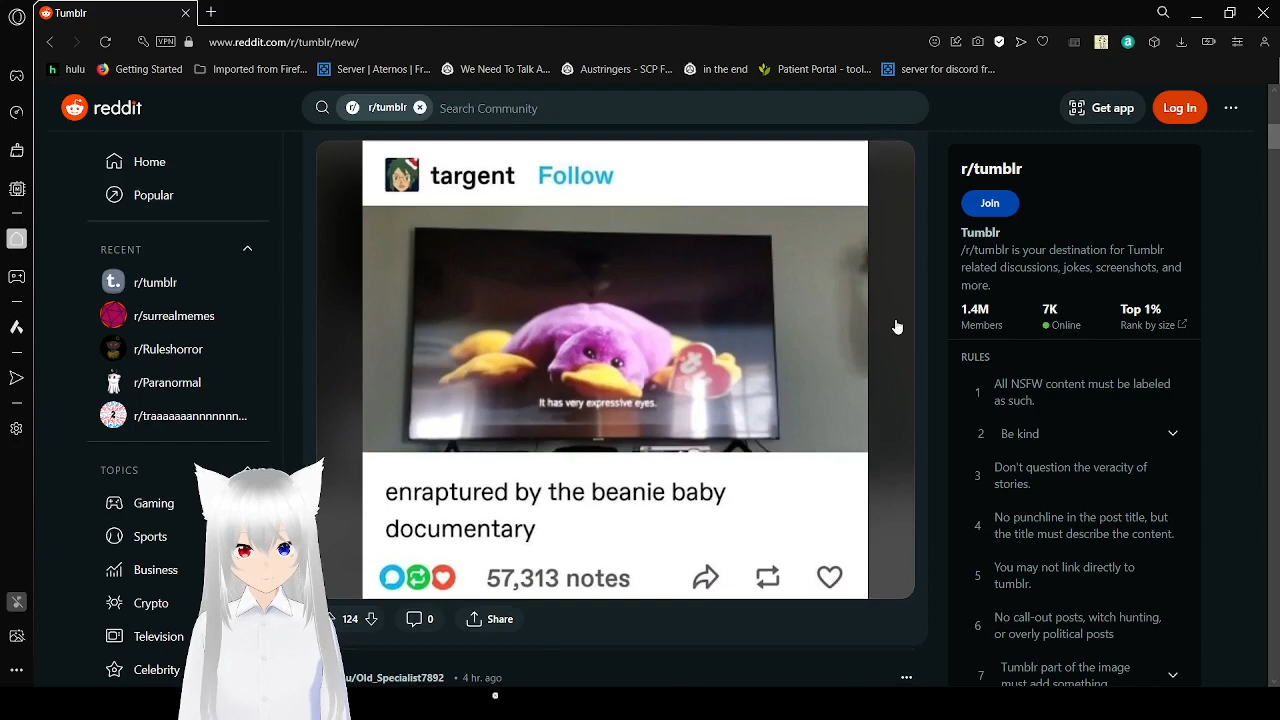 Tumblr
VPN
www.reddit.com/r/tumblr/new/
h hulu
Getting Started
Imported from Firef...
Server | Aternos | Fr...
We Need To Talk A...
Austringers - SCP F...
in the end
Patient Portal - tool...
server for discord fr...
reddit
r/ r/tumblr
Search Community
Get app
Log In
Home
Popular
RECENT
t. r/tumblr
r/surrealmemes
r/Ruleshorror
r/Paranormal
r/traaaaaaannnnnnn...
TOPICS
Gaming
Sports
Business
Crypto
Television
Celebrity
targent Follow
It has very expressive eyes.
enraptured by the beanie baby
documentary
57,313 notes
124
0
Share
u/Old_Specialist7892 • 4 hr. ago
r/tumblr
Join
Tumblr
/r/tumblr is your destination for Tumblr
related discussions, jokes, screenshots, and
more.
1.4M 7K Top 1%
Members Online Rank by size
RULES
1 All NSFW content must be labeled
as such.
2 Be kind
3 Don't question the veracity of
stories.
4 No punchline in the post title, but
the title must describe the content.
5 You may not link directly to
tumblr.
6 No call-out posts, witch hunting,
or overly political posts
7 Tumblr part of the image
must add something